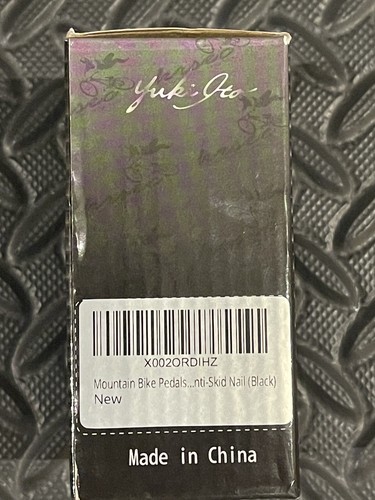 Yuki-Ito-
X002ORDIHZ
Mountain Bike Pedals...nti-Skid Nail (Black)
New
Made in China